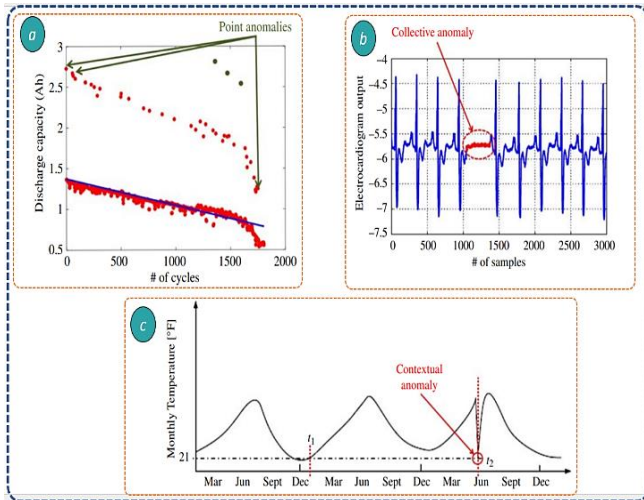 a
Point anomalies
3
2.5
2
1.5
1
0.5
Discharge capacity (Ah)
0
500
1000
1500
2000
# of cycles
b
Collective anomaly
-4
-4.5
-5
-5.5
-6
-6.5
-7
-7.5
Electrocardiogram output
0
500
1000
1500
2000
2500
3000
# of samples
c
Monthly Temperature [°F]
Contextual
anomaly
t1
t2
21
Mar Jun Sept Dec Mar Jun Sept Dec Mar Jun Sept Dec